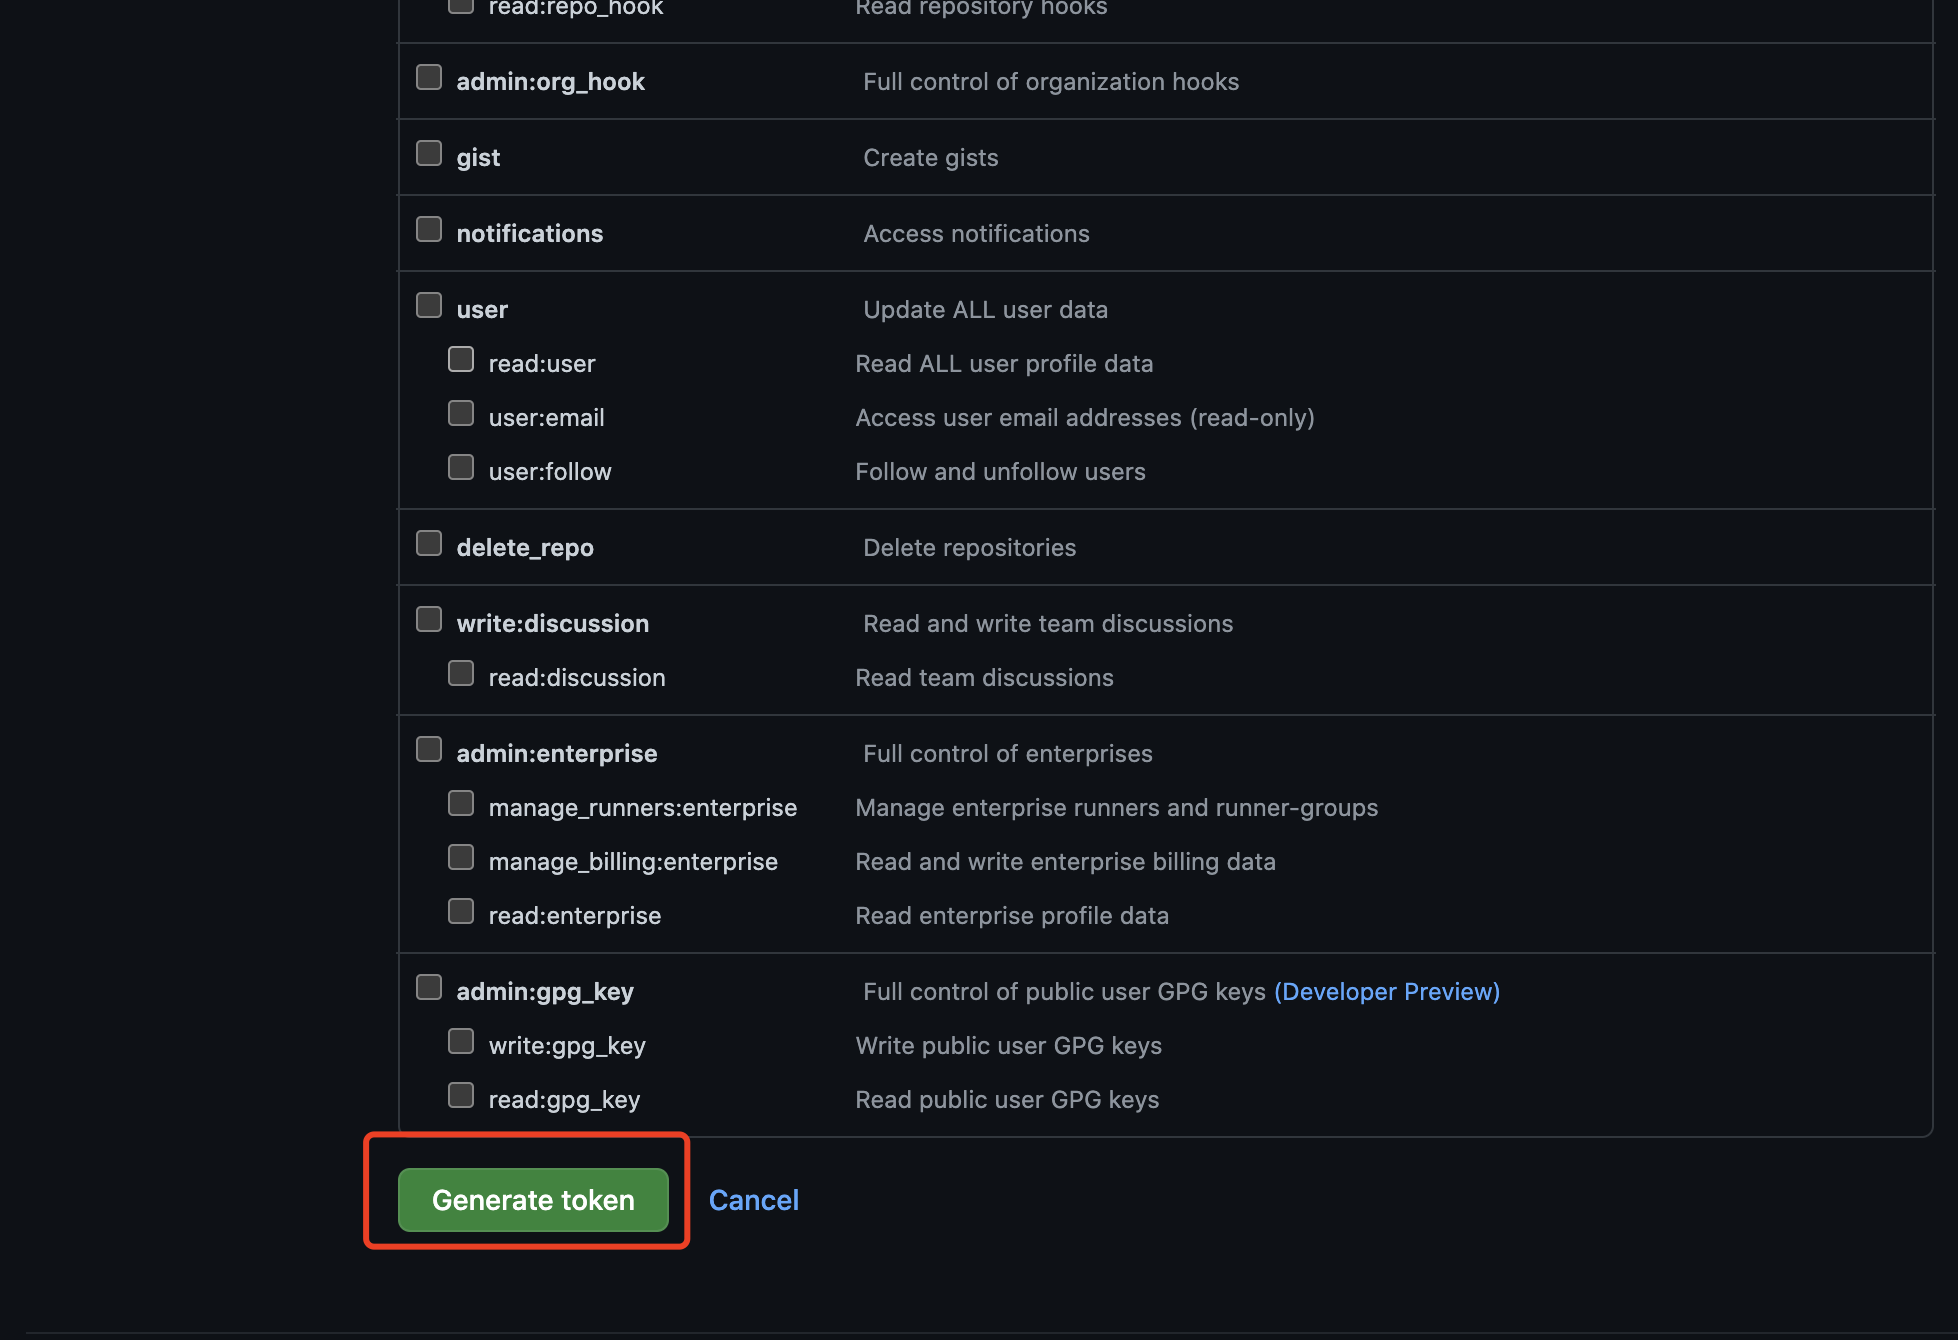 read:repo_hook Read repository hooks
admin:org_hook Full control of organization hooks
gist Create gists
notifications Access notifications
user Update ALL user data
read:user Read ALL user profile data
user:email Access user email addresses (read-only)
user:follow Follow and unfollow users
delete_repo Delete repositories
write:discussion Read and write team discussions
read:discussion Read team discussions
admin:enterprise Full control of enterprises
manage_runners:enterprise Manage enterprise runners and runner-groups
manage_billing:enterprise Read and write enterprise billing data
read:enterprise Read enterprise profile data
admin:gpg_key Full control of public user GPG keys (Developer Preview)
write:gpg_key Write public user GPG keys
read:gpg_key Read public user GPG keys
Generate token Cancel